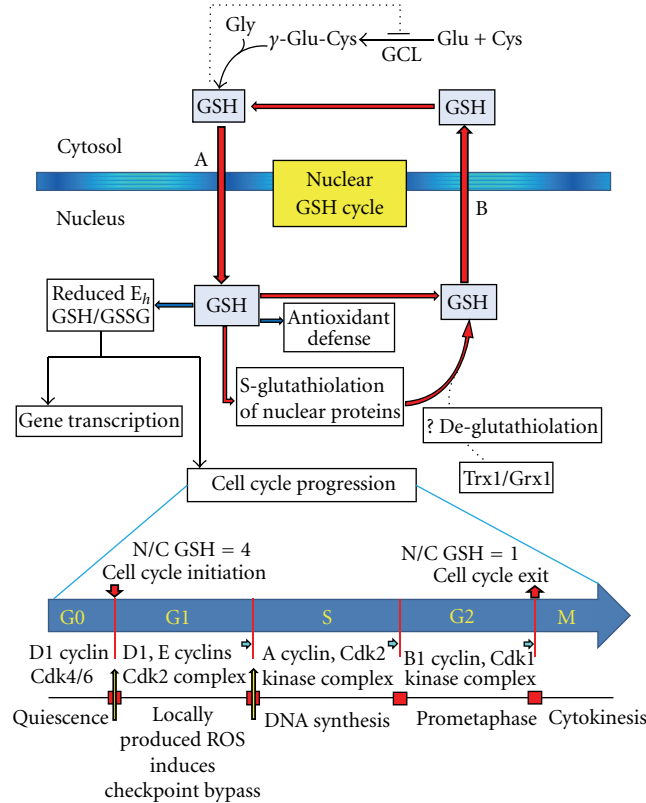 Gly
γ-Glu-Cys
Glu + Cys
GCL
GSH
GSH
Cytosol
A
Nuclear
GSH cycle
Nucleus
B
Reduced E_h
GSH/GSSG
GSH
GSH
Antioxidant
defense
S-glutathiolation
of nuclear proteins
Gene transcription
? De-glutathiolation
Trx1/Grx1
Cell cycle progression
N/C GSH = 4
Cell cycle initiation
N/C GSH = 1
Cell cycle exit
G0
G1
S
G2
M
D1 cyclin
Cdk4/6
D1, E cyclins
Cdk2 complex
A cyclin, Cdk2
kinase complex
B1 cyclin, Cdk1
kinase complex
Quiescence
Locally
produced ROS
induces
checkpoint bypass
DNA synthesis
Prometaphase
Cytokinesis